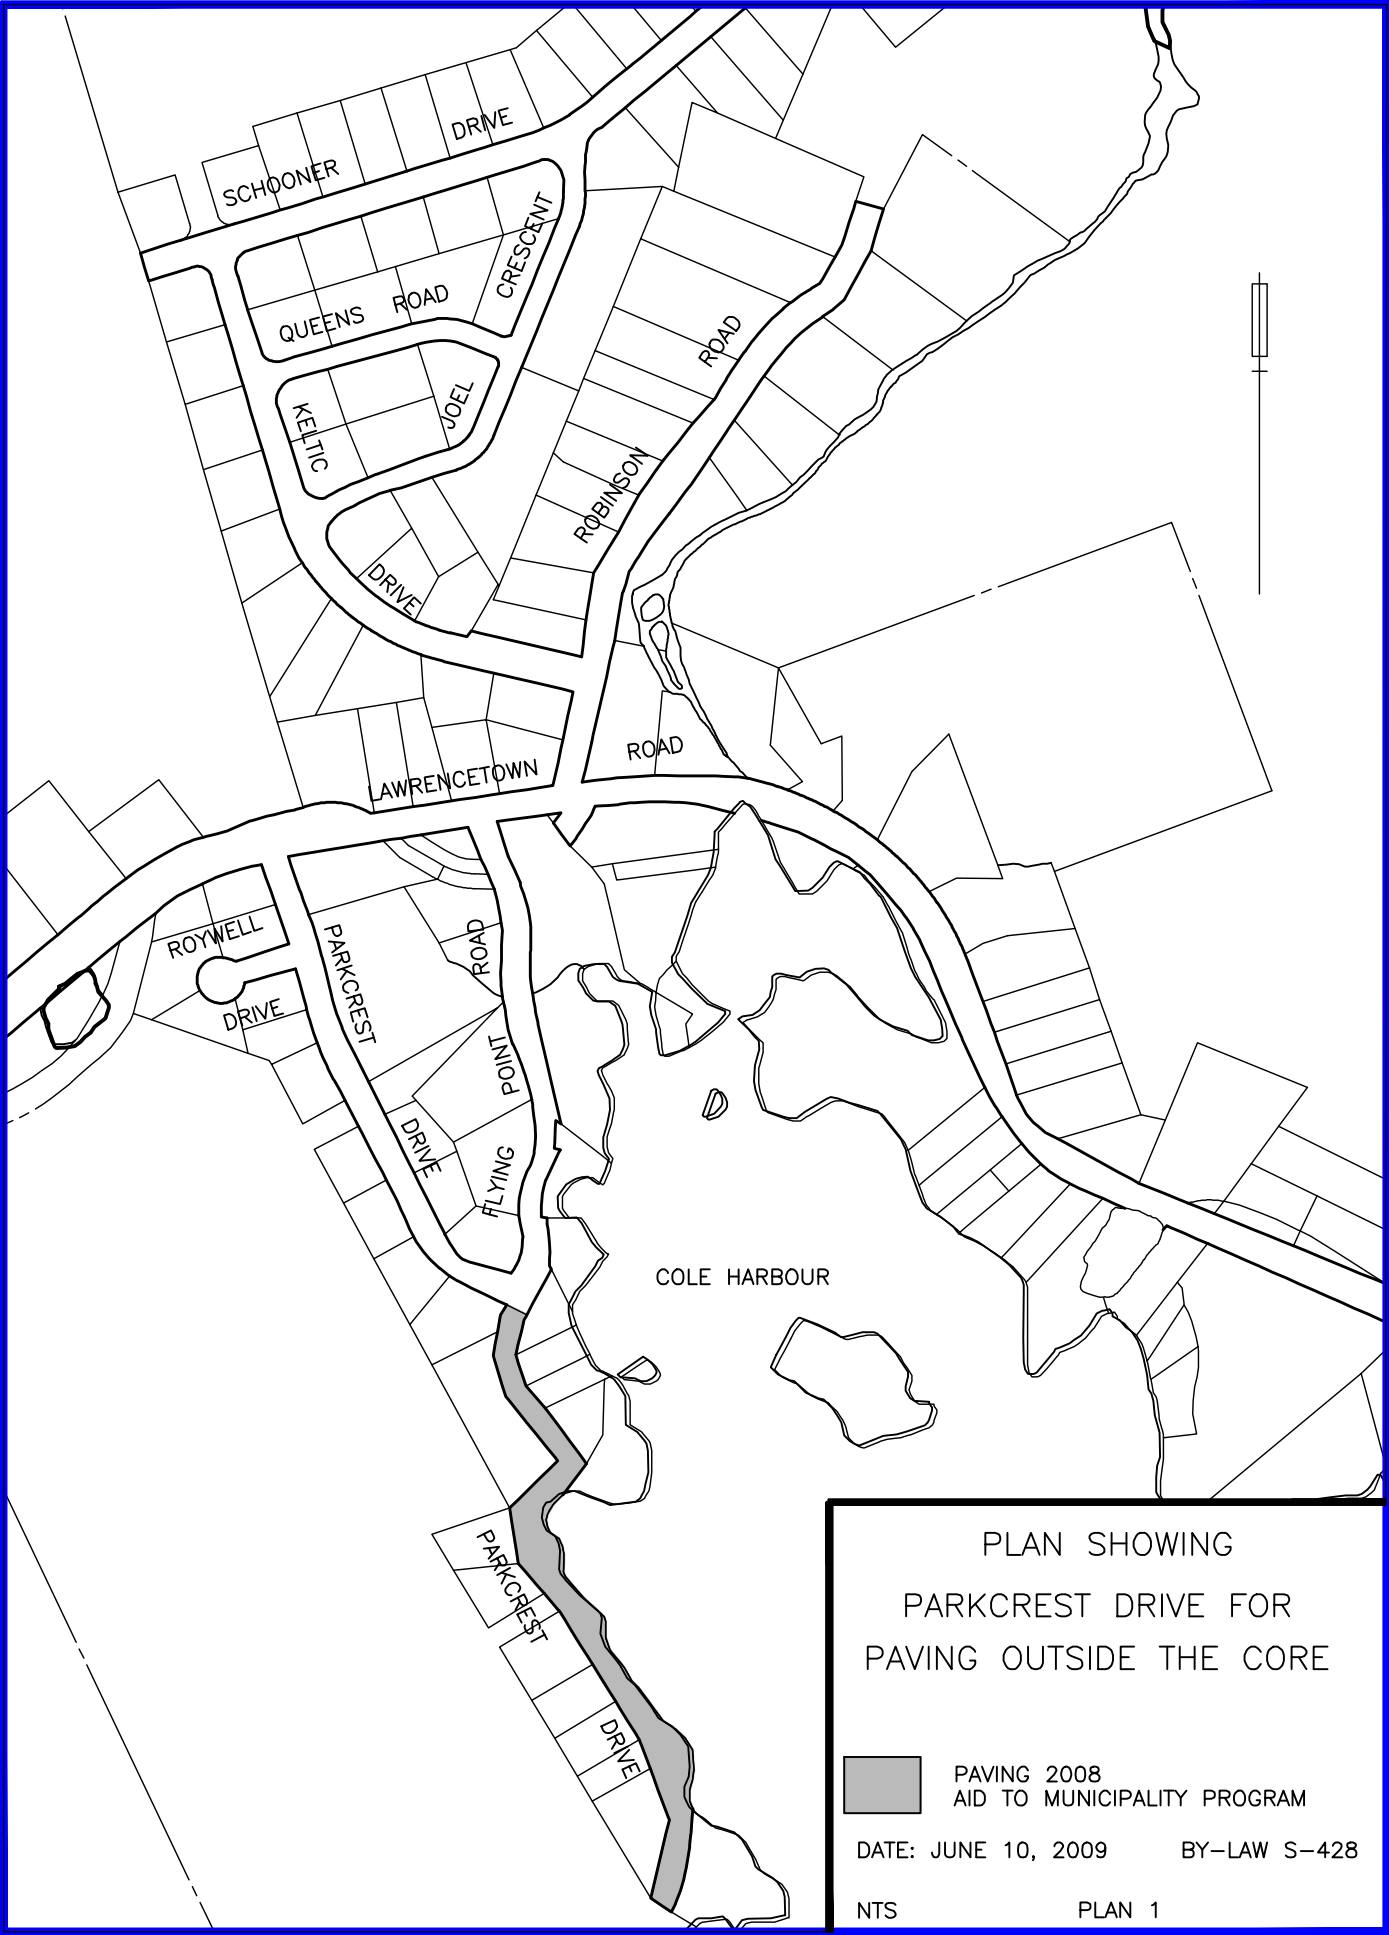 SCHOONER DRIVE
CRESCENT
QUEENS ROAD
JOEL
KELTIC
DRIVE
ROAD
ROBINSON
LAWRENCETOWN ROAD
ROYWELL
DRIVE
PARKCREST
DRIVE
ROAD
POINT
FLYING
COLE HARBOUR
PARKCREST
DRIVE
PLAN SHOWING
PARKCREST DRIVE FOR
PAVING OUTSIDE THE CORE
PAVING 2008
AID TO MUNICIPALITY PROGRAM
DATE: JUNE 10, 2009 BY-LAW S-428
NTS PLAN 1